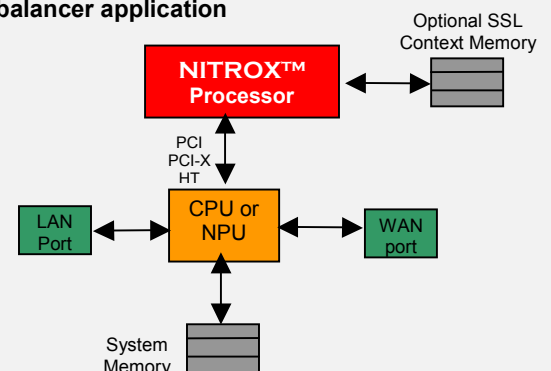 balancer application
Optional SSL
Context Memory
NITROX™
Processor
PCI
PCI-X
HT
CPU or
NPU
LAN
Port
WAN
port
System
Memory